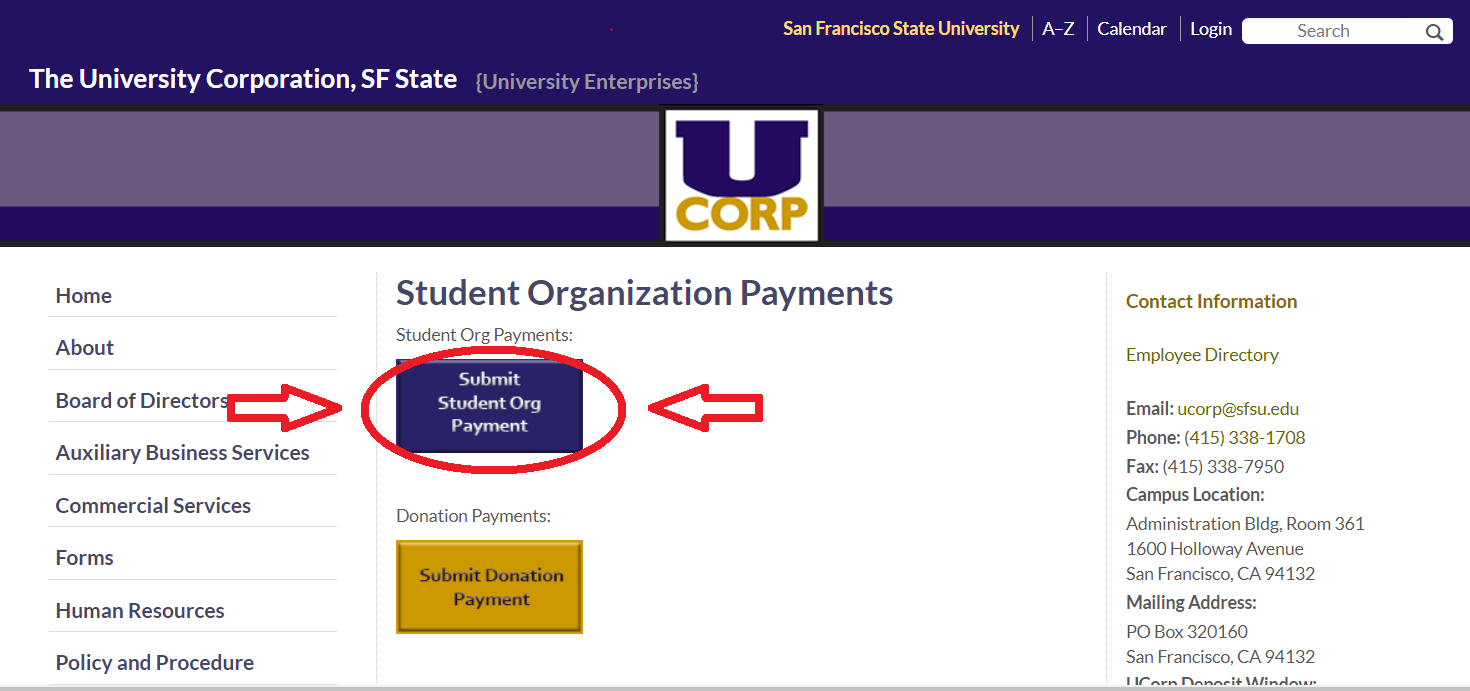 San Francisco State University
A–Z
Calendar
Login
Search
The University Corporation, SF State {University Enterprises}
U
CORP
Home
About
Board of Directors
Auxiliary Business Services
Commercial Services
Forms
Human Resources
Policy and Procedure
Student Organization Payments
Student Org Payments:
Submit
Student Org
Payment
Donation Payments:
Submit Donation
Payment
Contact Information
Employee Directory
Email: ucorp@sfsu.edu
Phone: (415) 338-1708
Fax: (415) 338-7950
Campus Location:
Administration Bldg, Room 361
1600 Holloway Avenue
San Francisco, CA 94132
Mailing Address:
PO Box 320160
San Francisco, CA 94132
UCorp Deposit Window: